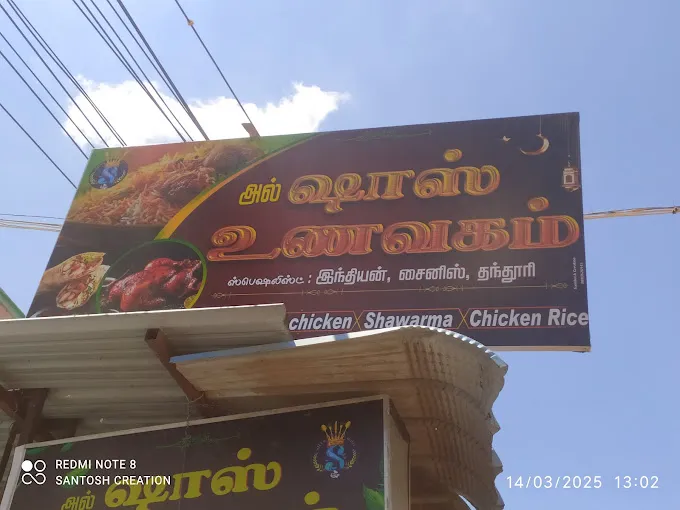 அல் ஷாஸ்
உணவகம்
ஸ்பெஷலிஸ்ட் : இந்தியன், சைனிஸ், தந்தூரி
chicken Shawarma Chicken Rice
S
அல் ஷாஸ்
REDMI NOTE 8
SANTOSH CREATION
14/03/2025 13:02